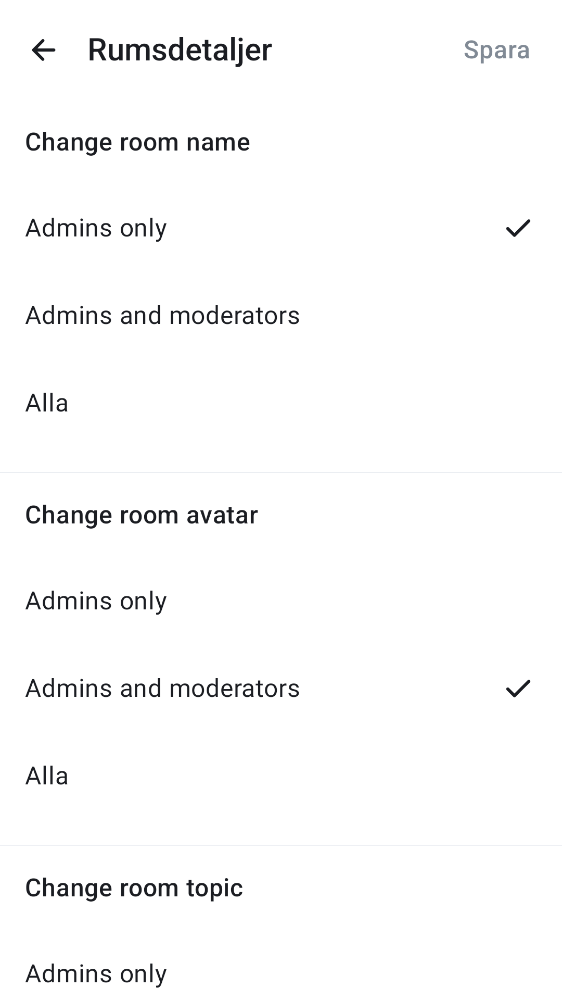 Rumsdetaljer
Spara
Change room name
Admins only
Admins and moderators
Alla
Change room avatar
Admins only
Admins and moderators
Alla
Change room topic
Admins only